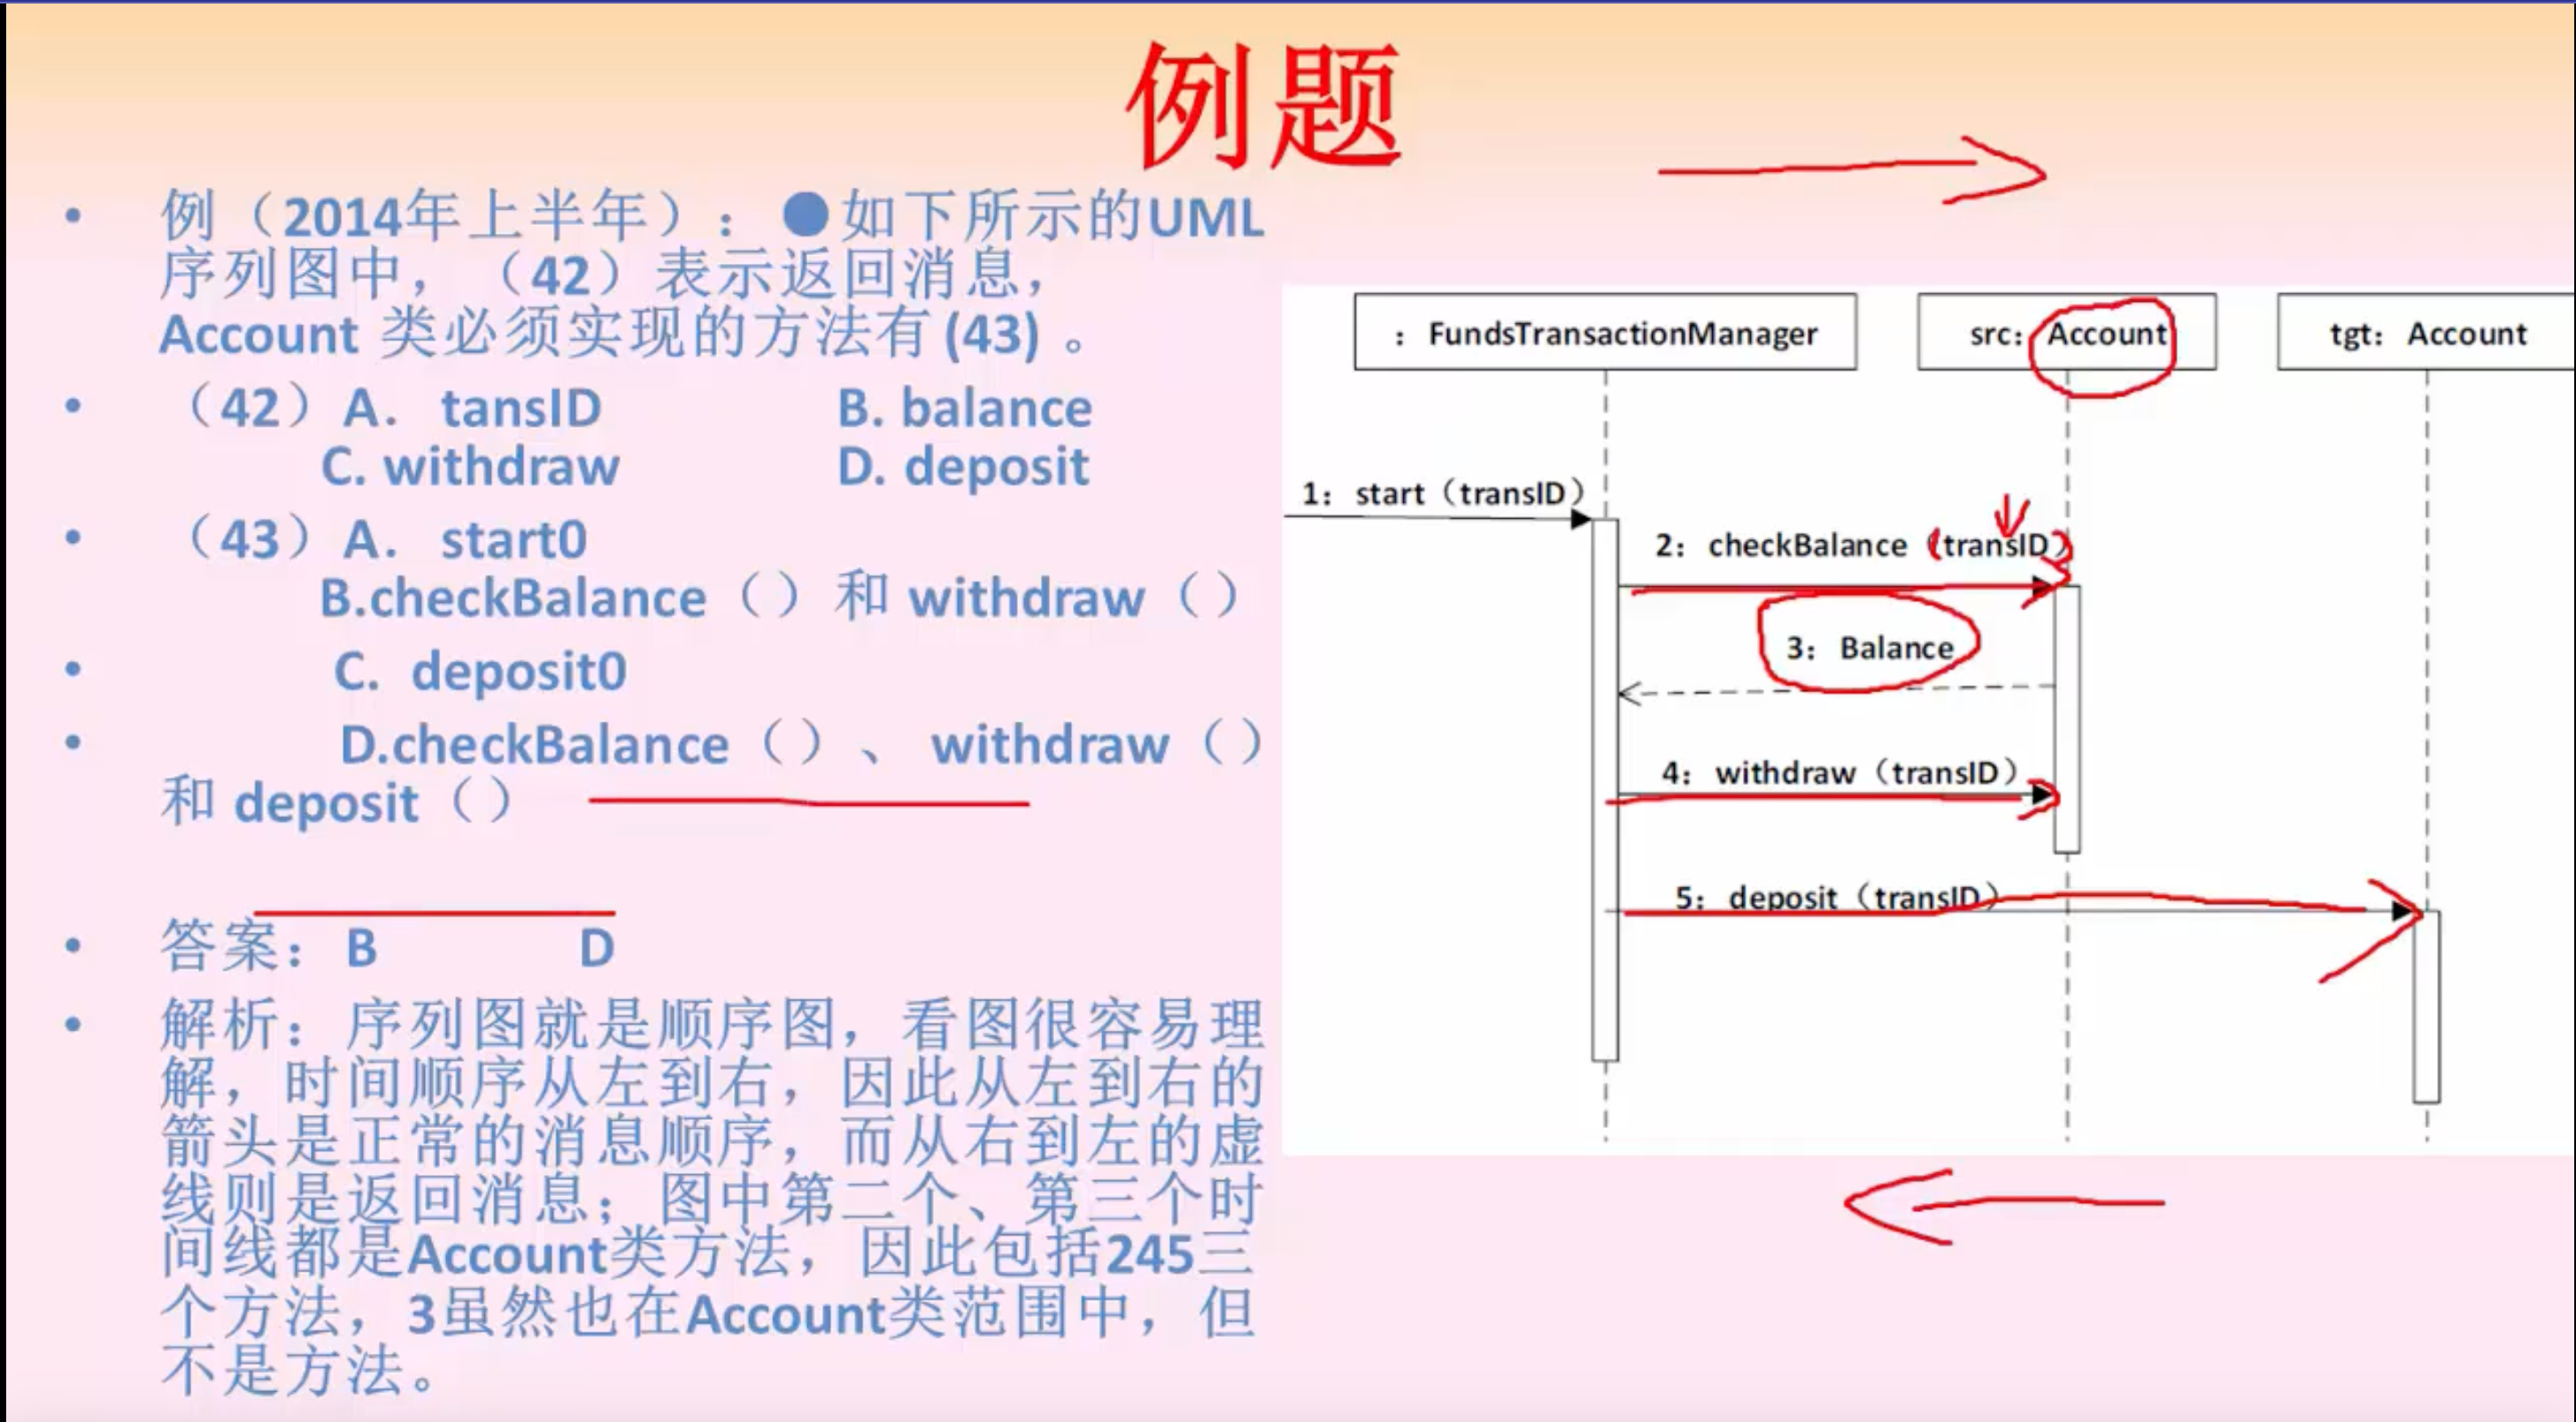 例题
例（2014年上半年）：●如下所示的UML
序列图中，（42）表示返回消息，
Account 类必须实现的方法有 (43) 。
（42）A. tansID B. balance
C. withdraw D. deposit
（43）A. start0
B.checkBalance（）和 withdraw（）
C. deposit0
D.checkBalance（）、 withdraw（）
和 deposit（）
答案：B D
解析：序列图就是顺序图，看图很容易理
解，时间顺序从左到右，因此从左到右的
箭头是正常的消息顺序，而从右到左的虚
线则是返回消息；图中第二个、第三个时
间线都是Account类方法，因此包括245三
个方法，3虽然也在Account类范围中，但
不是方法。
：FundsTransactionManager
src：Account
tgt：Account
1：start（transID）
2：checkBalance（transID）
3：Balance
4：withdraw（transID）
5：deposit（transID）